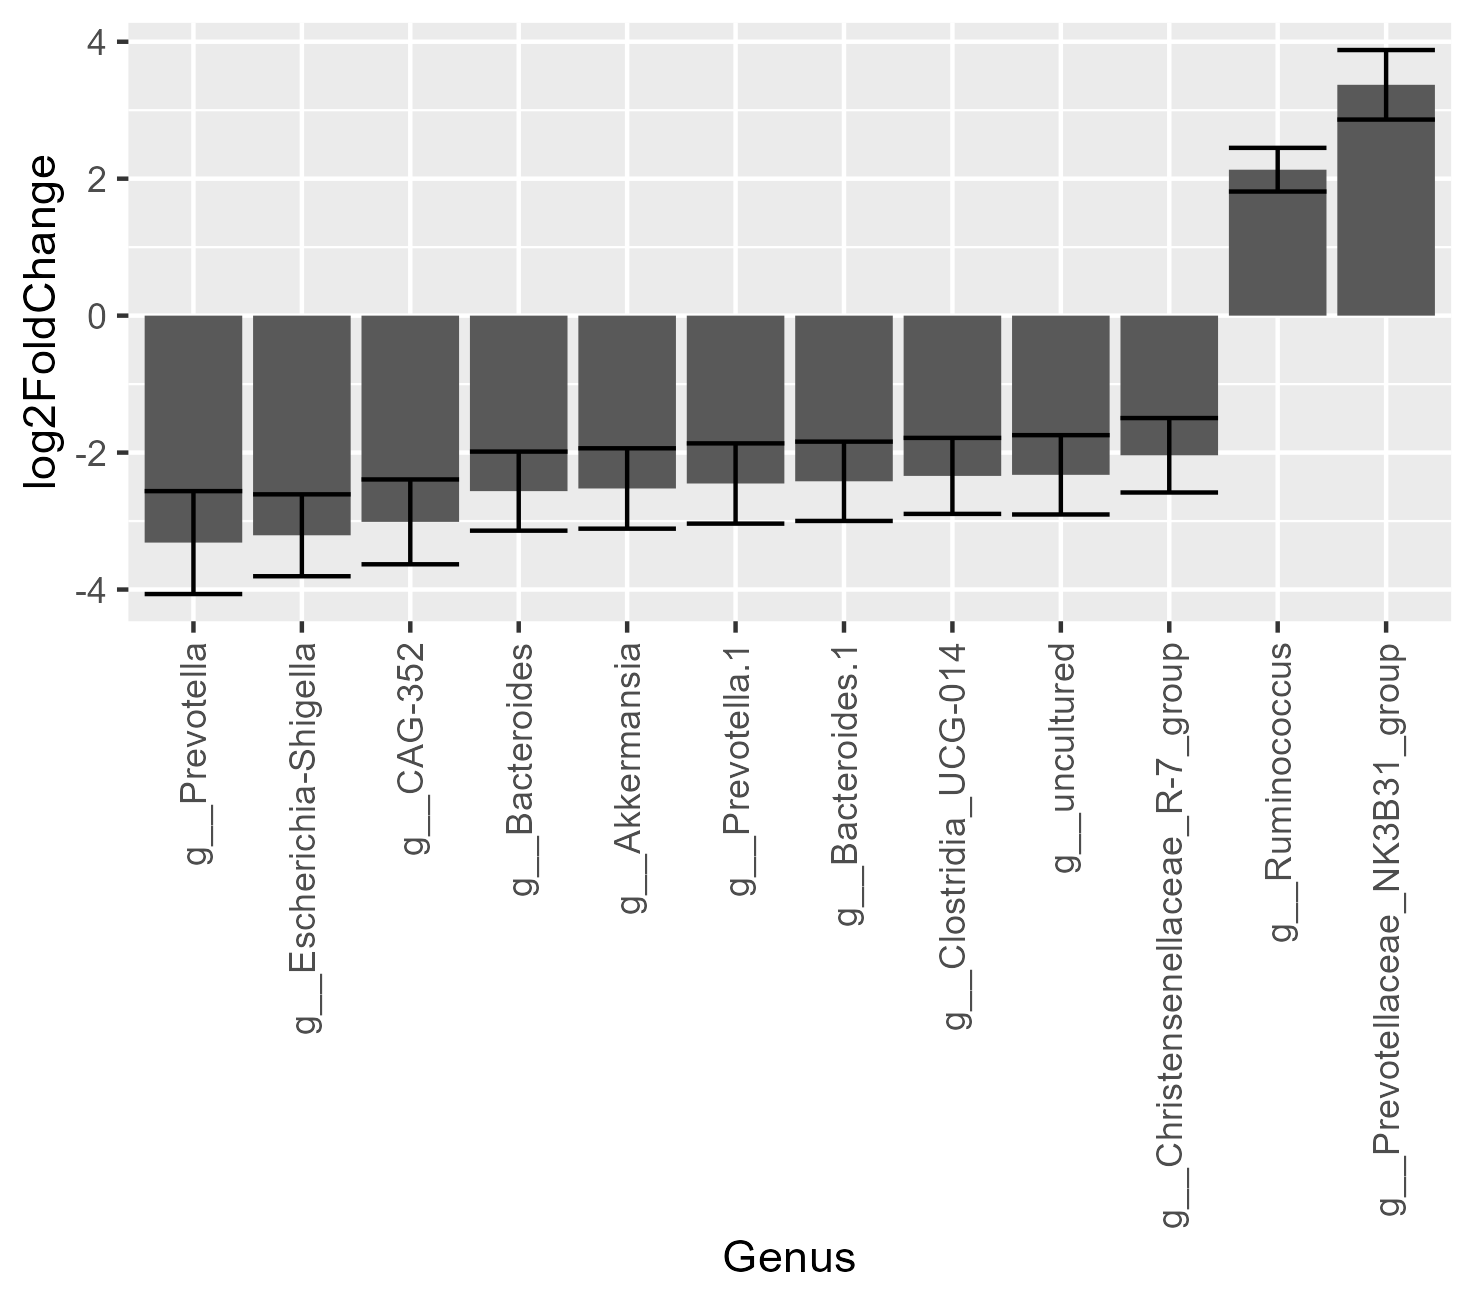 log2FoldChange
4
2
0
-2
-4
g__Prevotella
g__Escherichia-Shigella
g__CAG-352
g__Bacteroides
g__Akkermansia
g__Prevotella.1
g__Bacteroides.1
g__Clostridia_UCG-014
g__uncultured
g__Christensenellaceae_R-7_group
g__Ruminococcus
g__Prevotellaceae_NK3B31_group
Genus